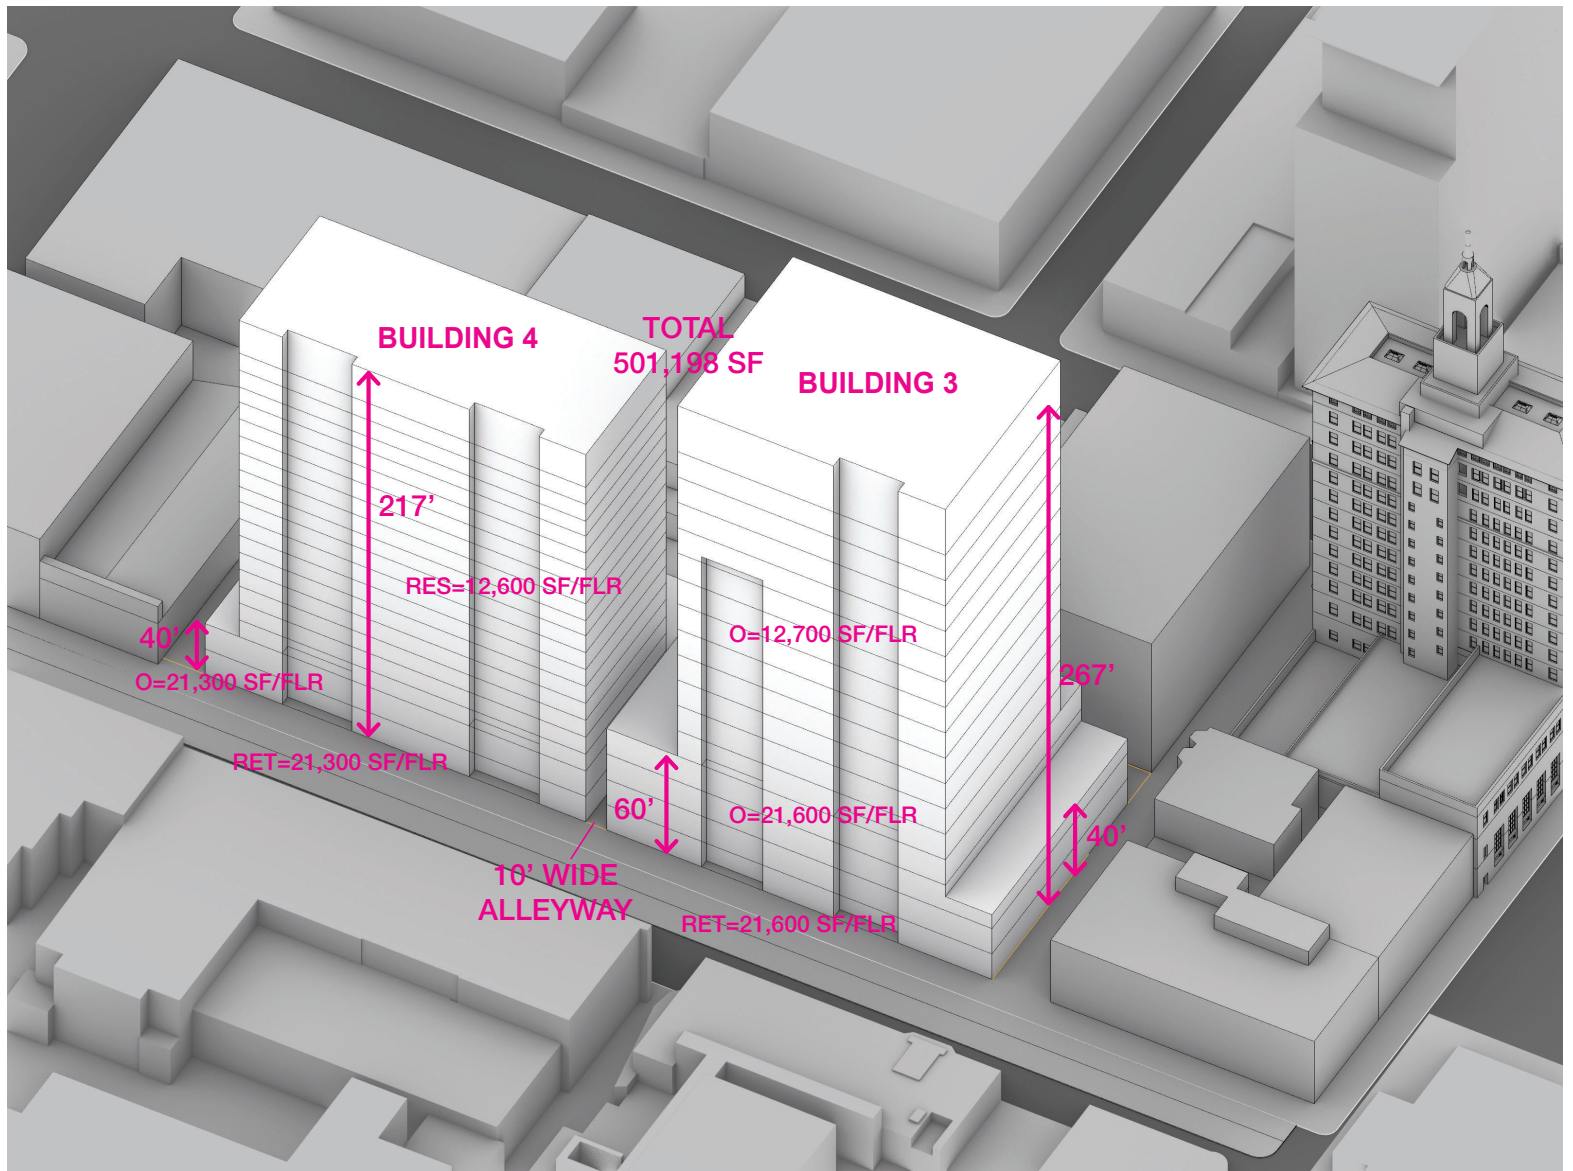 BUILDING 4
TOTAL
501,198 SF
BUILDING 3
217’
RES=12,600 SF/FLR
40’
O=12,700 SF/FLR
267’
O=21,300 SF/FLR
RET=21,300 SF/FLR
60’
O=21,600 SF/FLR
40’
10’ WIDE
ALLEYWAY
RET=21,600 SF/FLR